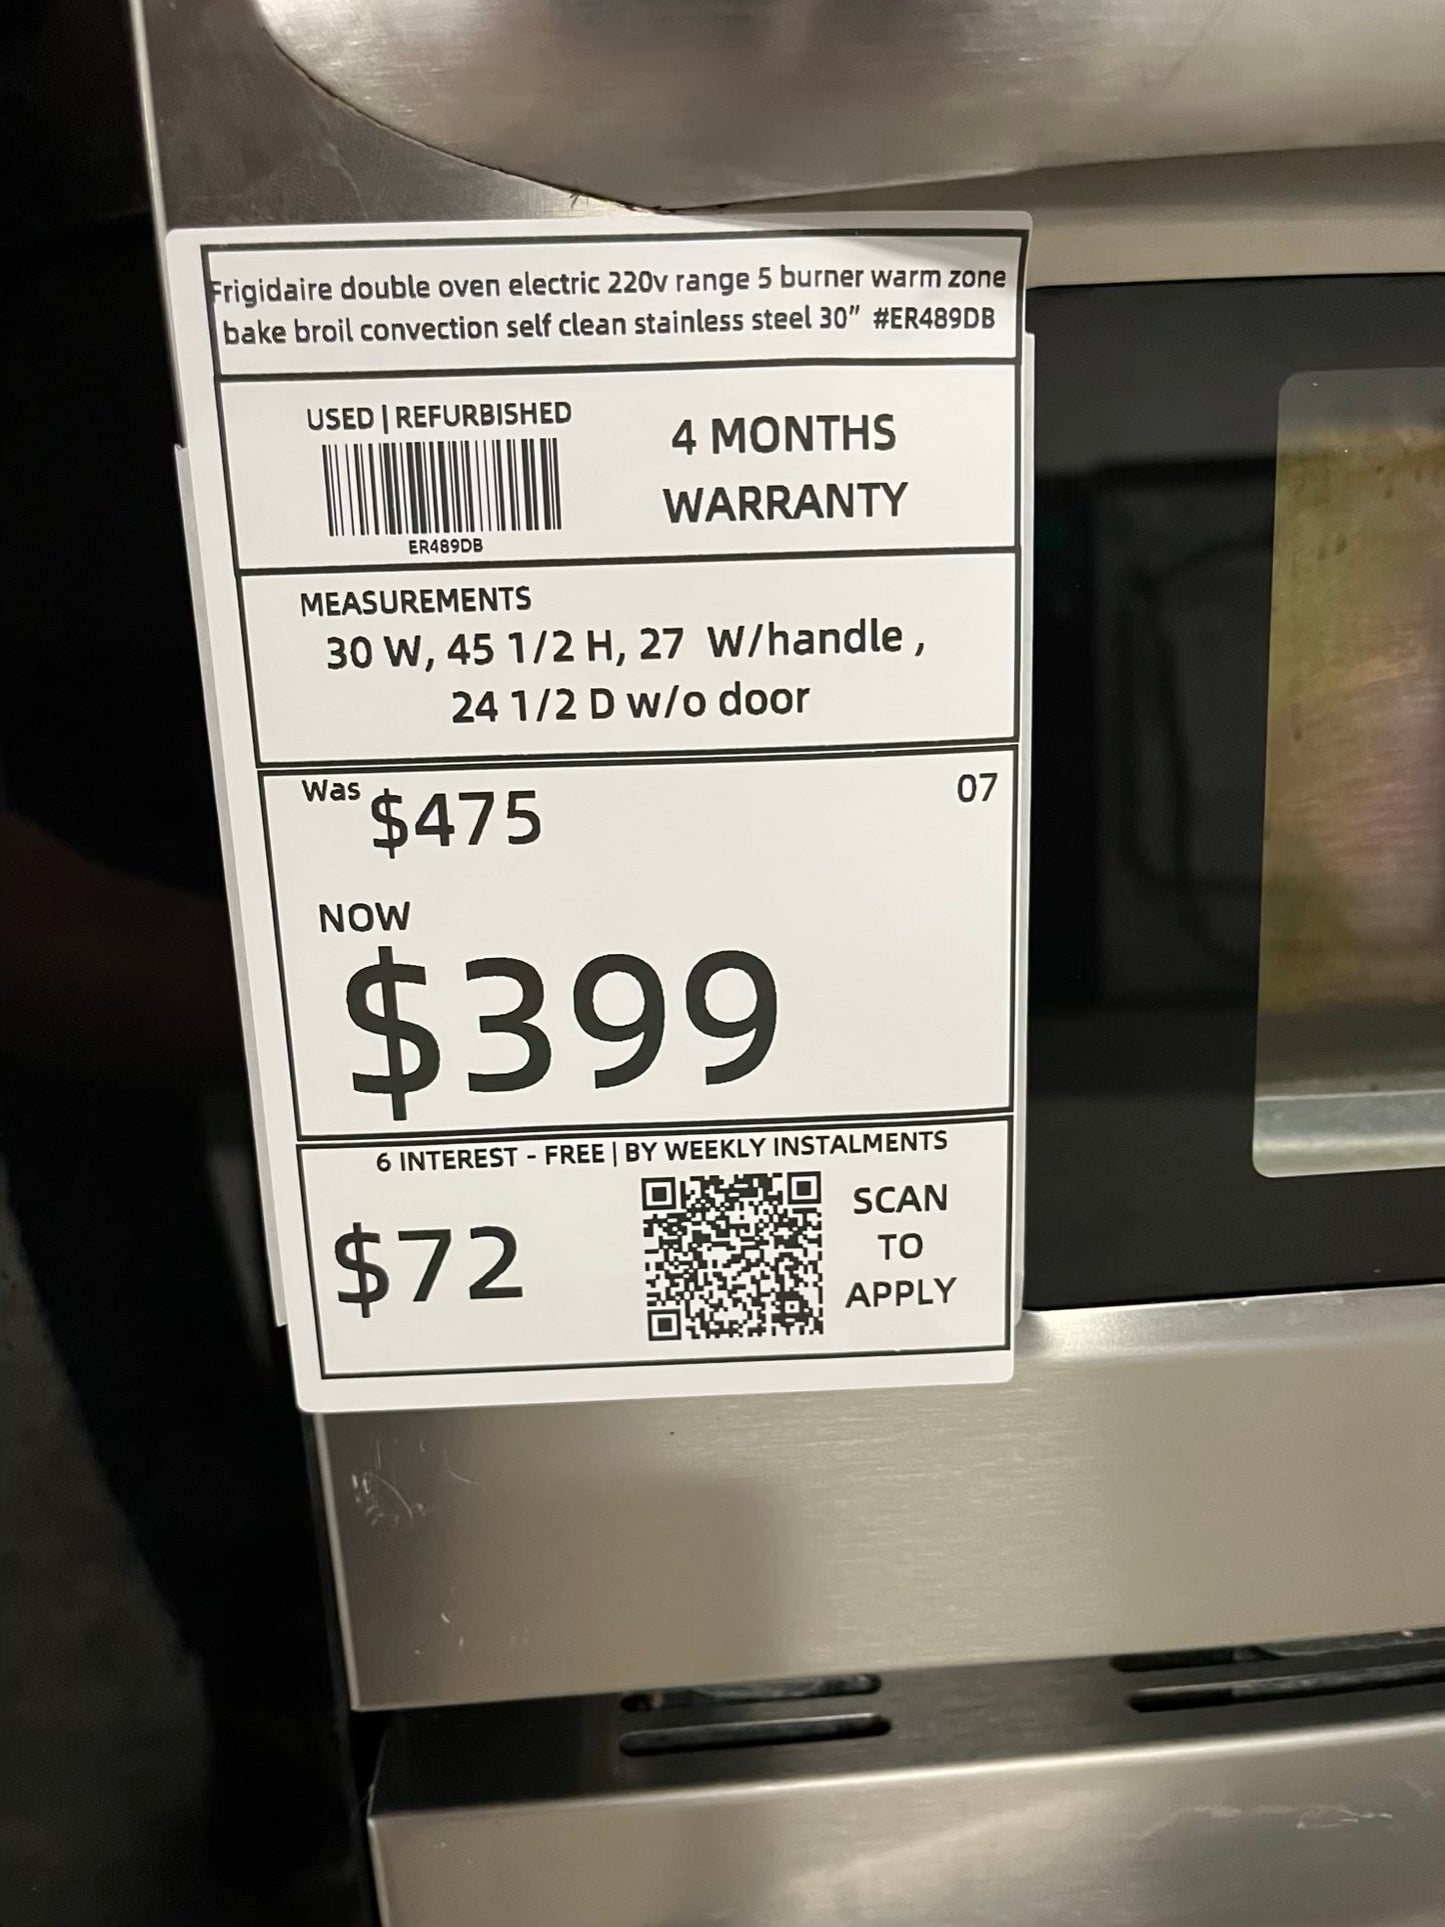 Frigidaire double oven electric 220v range 5 burner warm zone
bake broil convection self clean stainless steel 30” #ER489DB
USED | REFURBISHED
ER489DB
4 MONTHS
WARRANTY
MEASUREMENTS
30 W, 45 1/2 H, 27 W/handle ,
24 1/2 D w/o door
Was $475
07
NOW
$399
6 INTEREST - FREE | BY WEEKLY INSTALMENTS
$72
SCAN
TO
APPLY